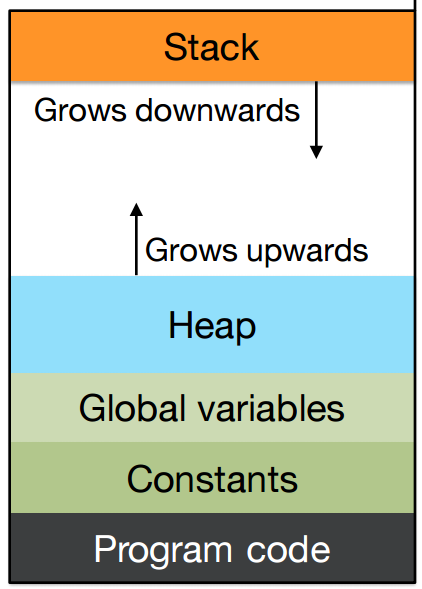 Stack
Grows downwards
Grows upwards
Heap
Global variables
Constants
Program code